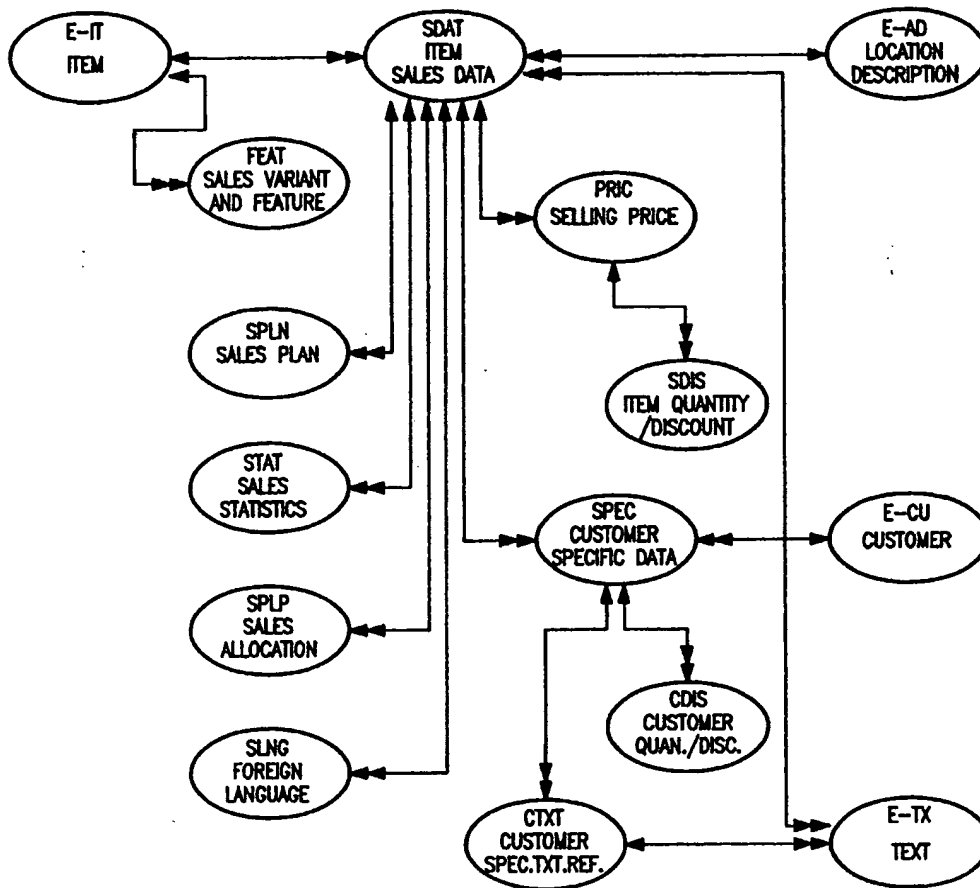 E-IT
ITEM
SDAT
ITEM
SALES DATA
E-AD
LOCATION
DESCRIPTION
FEAT
SALES VARIANT
AND FEATURE
PRIC
SELLING PRICE
SPLN
SALES PLAN
SDIS
ITEM QUANTITY
/DISCOUNT
STAT
SALES
STATISTICS
SPEC
CUSTOMER
SPECIFIC DATA
E-CU
CUSTOMER
SPLP
SALES
ALLOCATION
CDIS
CUSTOMER
QUAN./DISC.
SLNG
FOREIGN
LANGUAGE
CTXT
CUSTOMER
SPEC.TXT.REF.
E-TX
TEXT